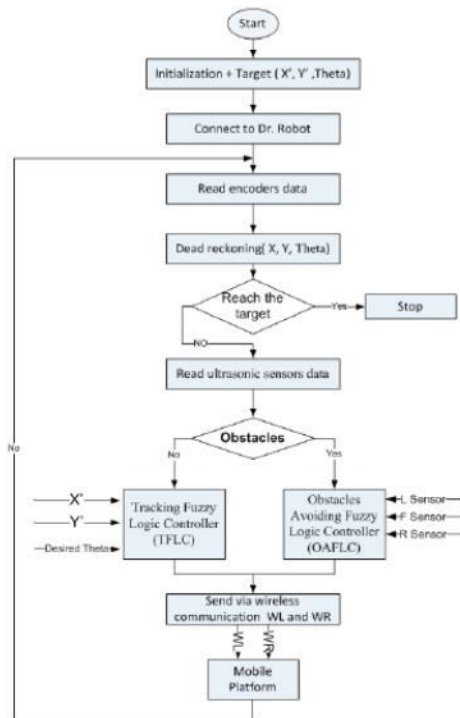 Start
Initialization + Target ( X', Y' ,Theta)
Connect to Dr. Robot
Read encoders data
Dead reckoning( X, Y, Theta)
Reach the
target
Yes
Stop
NO
Read ultrasonic sensors data
Obstacles
No
No
Yes
X'
Y'
Desired Theta
Tracking Fuzzy
Logic Controller
(TFLC)
Obstacles
Avoiding Fuzzy
Logic Controller
(OAFLC)
L Sensor
F Sensor
R Sensor
Send via wireless
communication WL and WR
WL
WR
Mobile
Platform